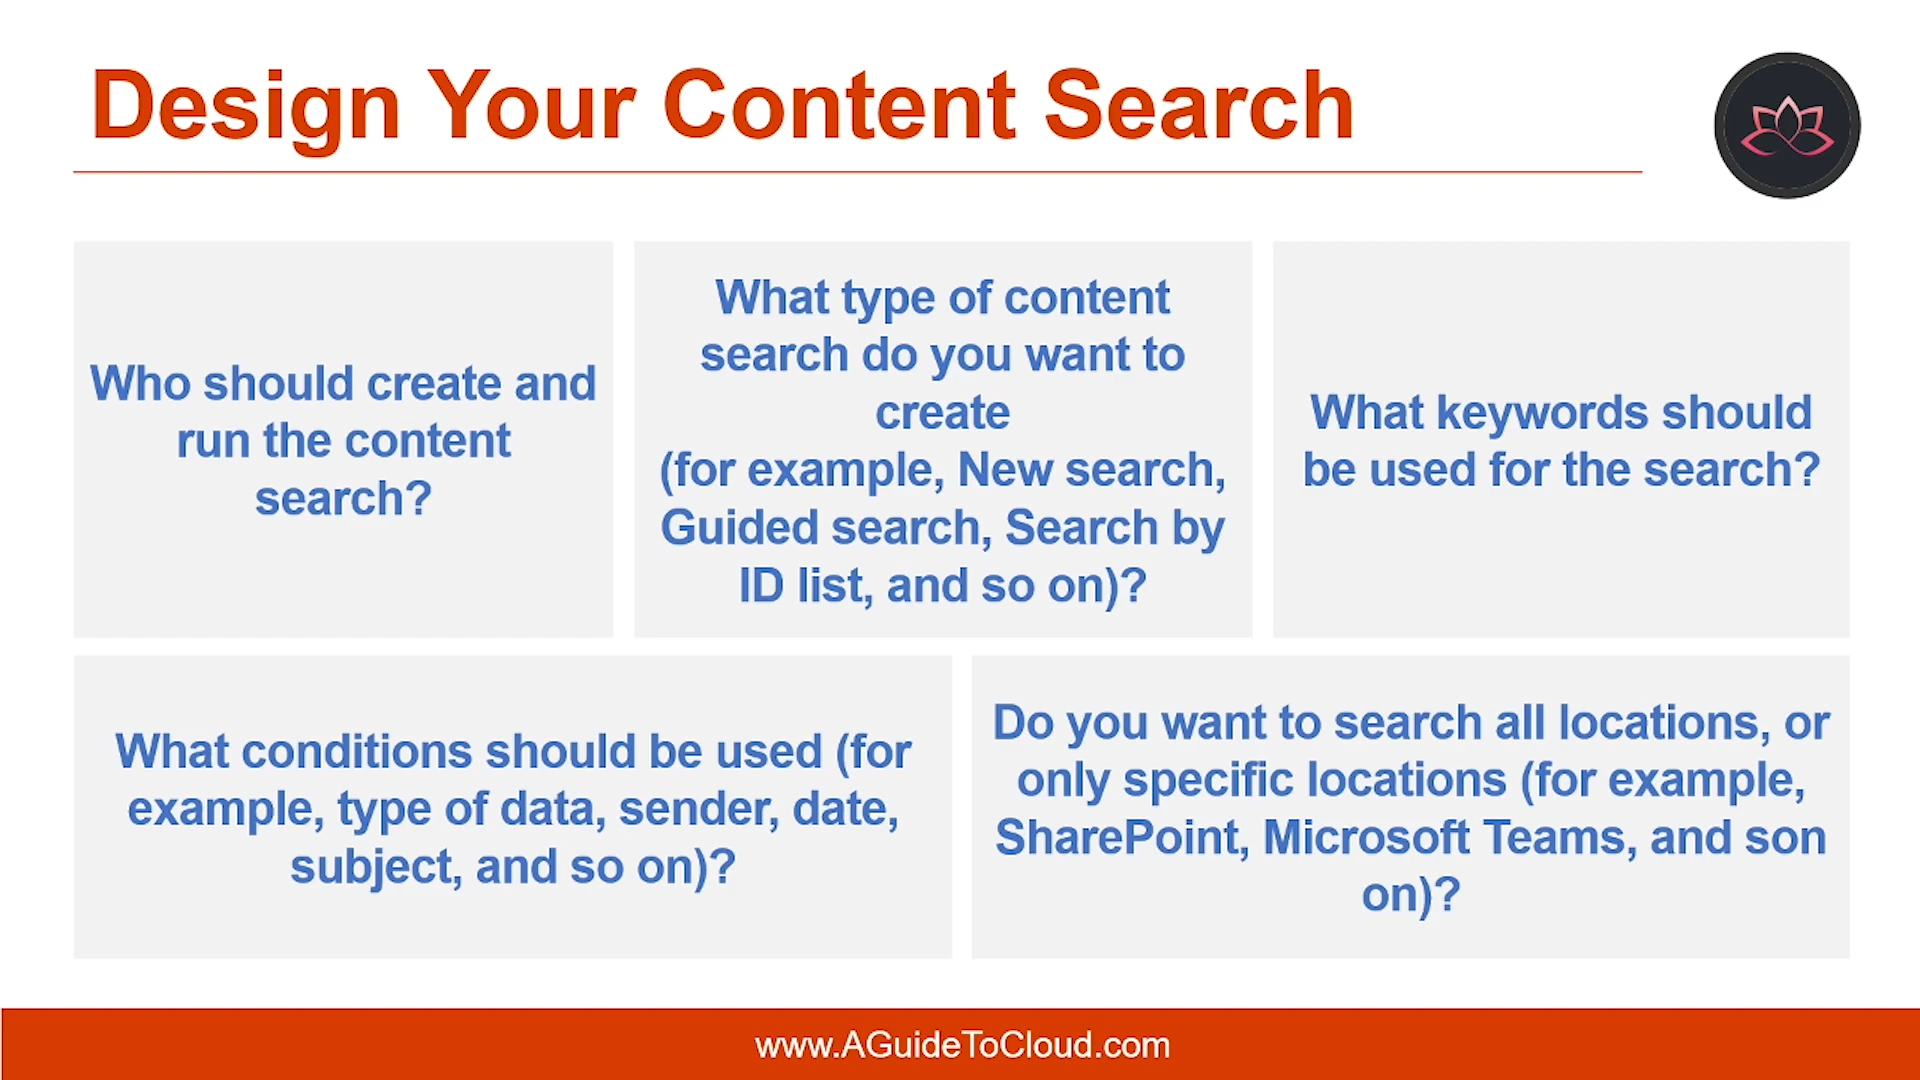 Design Your Content Search
Who should create and
run the content
search?
What type of content
search do you want to
create
(for example, New search,
Guided search, Search by
ID list, and so on)?
What keywords should
be used for the search?
What conditions should be used (for
example, type of data, sender, date,
subject, and so on)?
Do you want to search all locations, or
only specific locations (for example,
SharePoint, Microsoft Teams, and son
on)?
www.AGuideToCloud.com